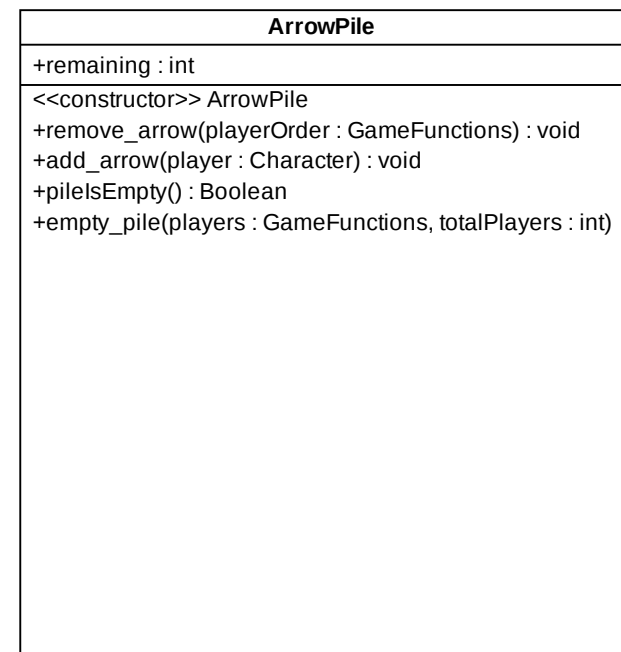 ArrowPile
+remaining : int
<<constructor>> ArrowPile
+remove_arrow(playerOrder : GameFunctions) : void
+add_arrow(player : Character) : void
+pileIsEmpty() : Boolean
+empty_pile(players : GameFunctions, totalPlayers : int)